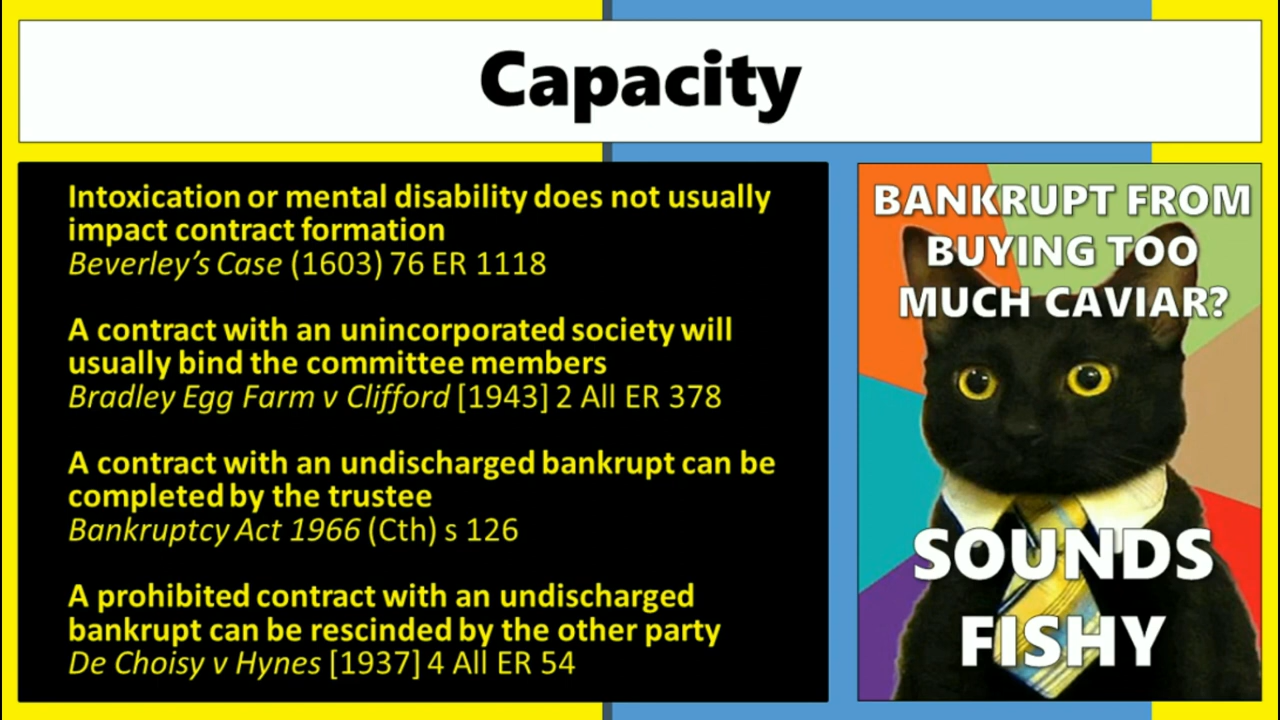 Capacity
Intoxication or mental disability does not usually
impact contract formation
Beverley’s Case (1603) 76 ER 1118
A contract with an unincorporated society will
usually bind the committee members
Bradley Egg Farm v Clifford [1943] 2 All ER 378
A contract with an undischarged bankrupt can be
completed by the trustee
Bankruptcy Act 1966 (Cth) s 126
A prohibited contract with an undischarged
bankrupt can be rescinded by the other party
De Choisy v Hynes [1937] 4 All ER 54
BANKRUPT FROM
BUYING TOO
MUCH CAVIAR?
SOUNDS
FISHY